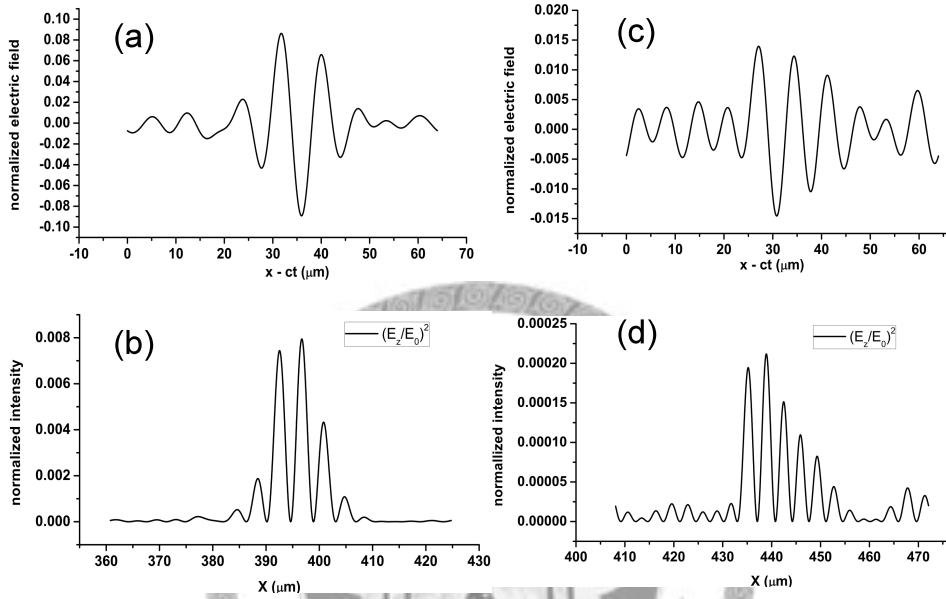 (a)
normalized electric field
0.10
0.08
0.06
0.04
0.02
0.00
-0.02
-0.04
-0.06
-0.08
-0.10
-10 0 10 20 30 40 50 60 70
x - ct (μm)
(c)
normalized electric field
0.020
0.015
0.010
0.005
0.000
-0.005
-0.010
-0.015
-10 0 10 20 30 40 50 60
x - ct (μm)
(b)
(E_z/E_0)^2
normalized intensity
0.008
0.006
0.004
0.002
0.000
360 370 380 390 400 410 420 430
X (μm)
(d)
(E_z/E_0)^2
normallized intensity
0.00025
0.00020
0.00015
0.00010
0.00005
0.00000
400 410 420 430 440 450 460 470
X (μm)